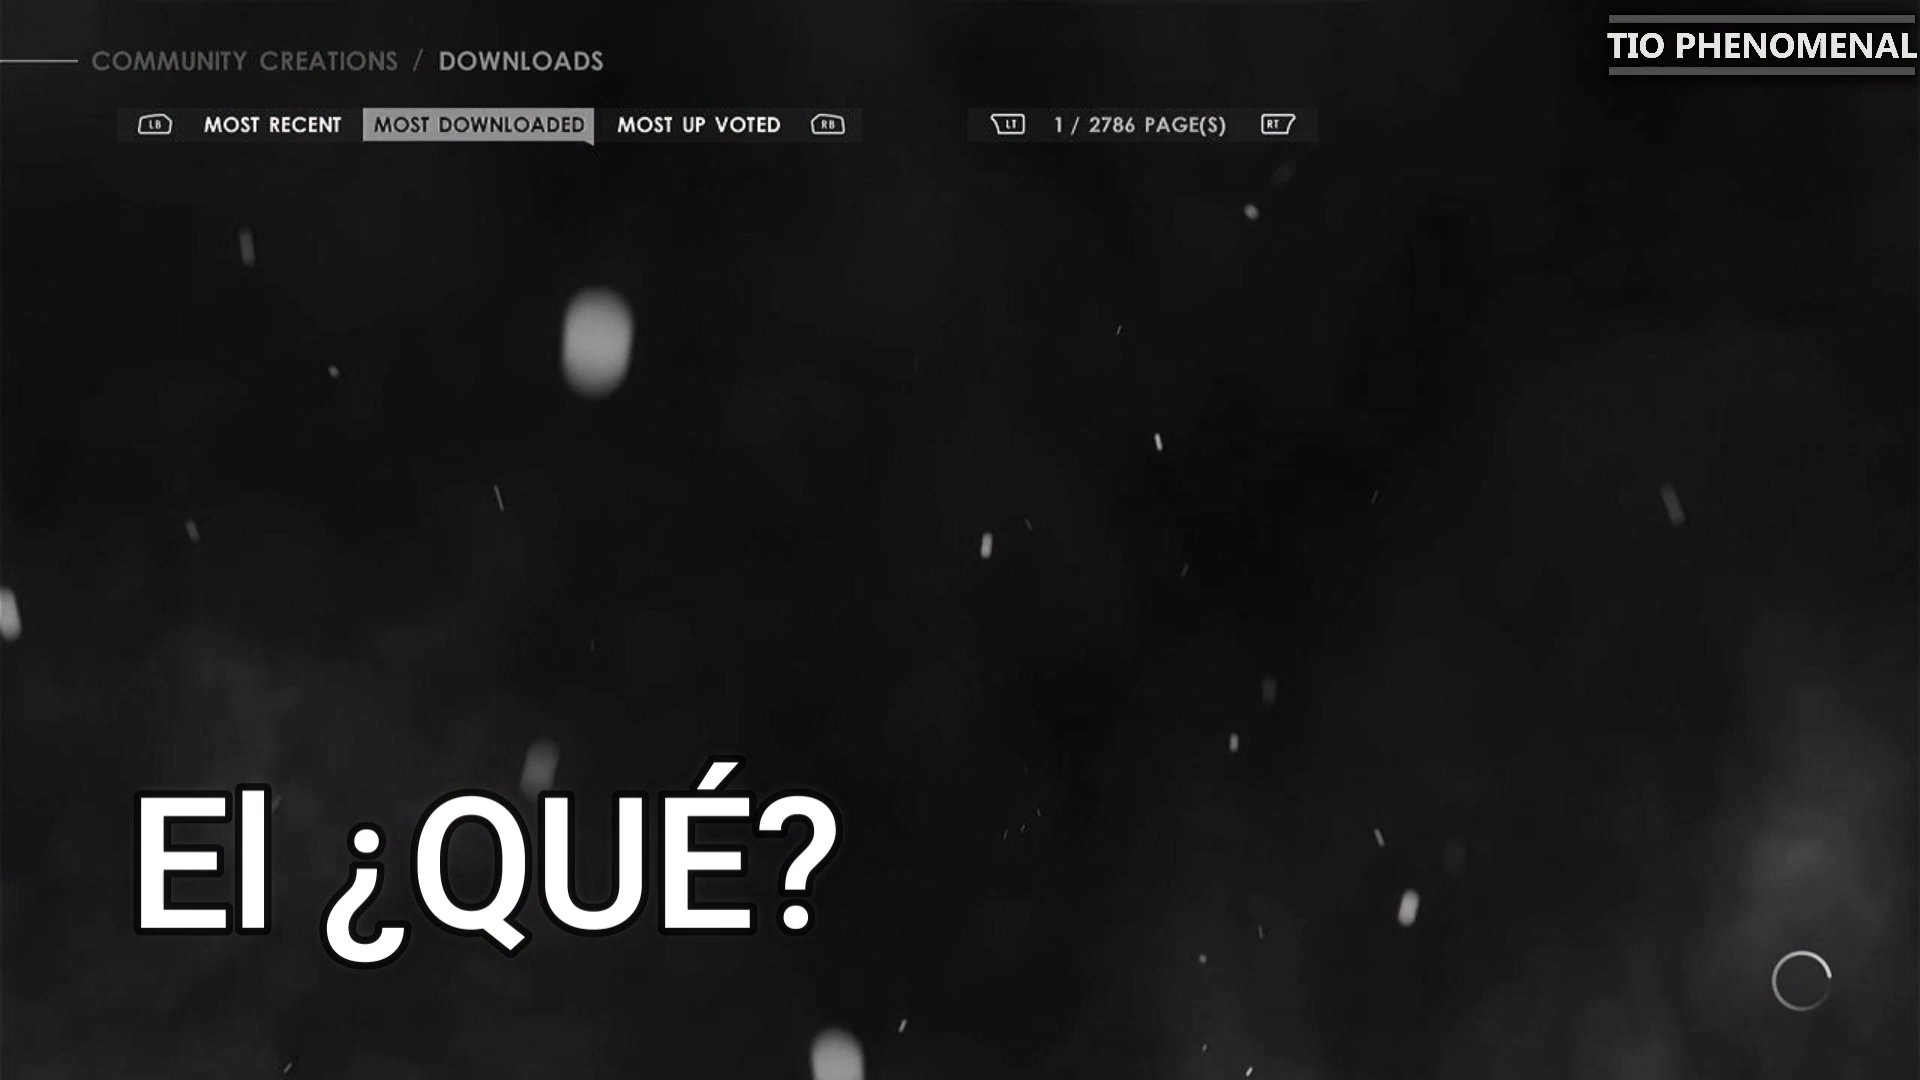 TIO PHENOMENAL
COMMUNITY CREATIONS / DOWNLOADS
LB MOST RECENT MOST DOWNLOADED MOST UP VOTED RB LT 1 / 2786 PAGE(S) RT
El ¿QUÉ?